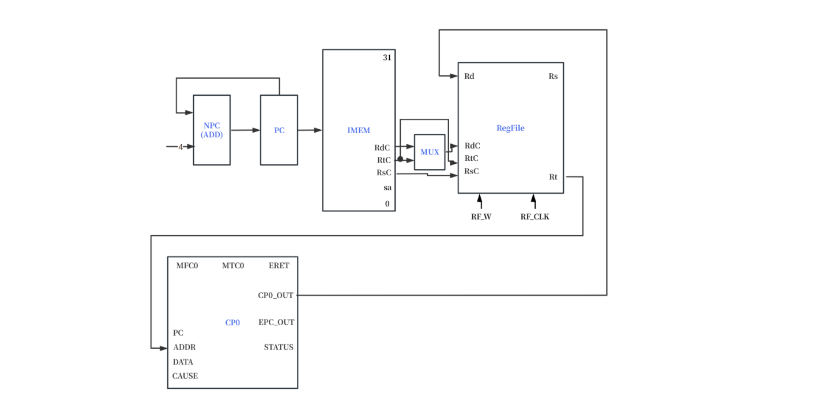 31
Rd Rs
NPC
(ADD)
PC
IMEM
RegFile
4
RdC
RtC
RsC
sa
0
MUX
RdC
RtC
RsC
Rt
RF_W RF_CLK
MFC0 MTC0 ERET
CP0_OUT
CP0 EPC_OUT
PC
ADDR STATUS
DATA
CAUSE